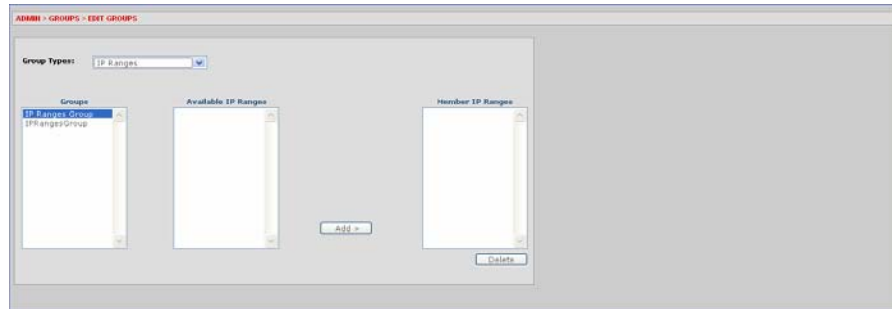 ADMIN > GROUPS > EDIT GROUPS
Group Types: IP Ranges
Groups Available IP Ranges Member IP Ranges
IP Ranges Group
IPRangesGroup
Add >
Delete